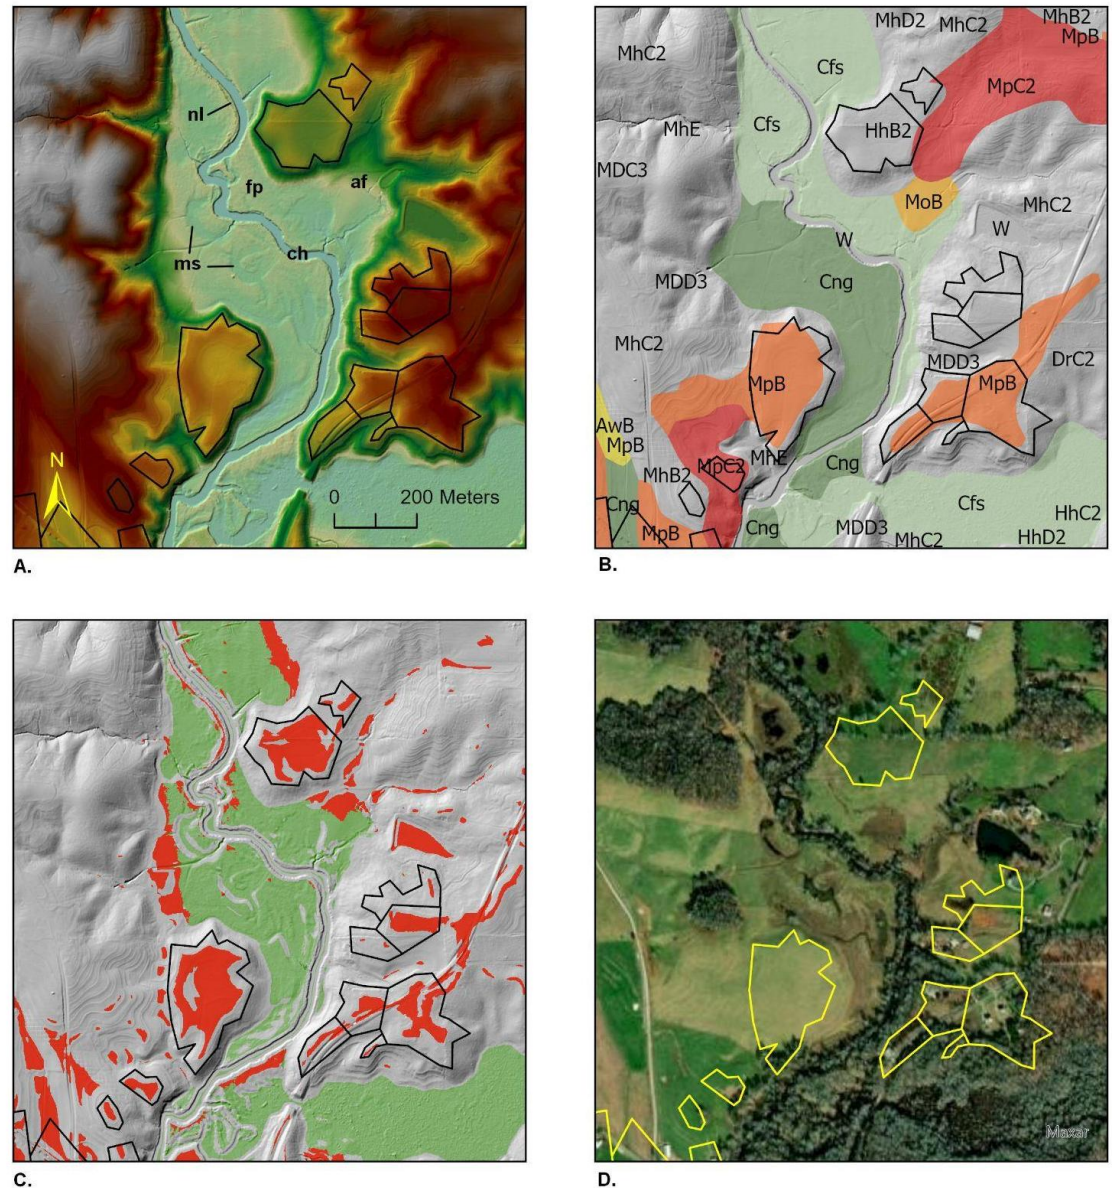 nl
fp
af
ms
ch
N
0 200 Meters
A.
MhD2
MhC2
MhB2
MpB
MhC2
Cfs
MpC2
Cfs
MhE
HhB2
MDC3
MoB
MhC2
W
W
MDD3
Cng
MhC2
MDD3
DrC2
MpB
MpB
AwB
MpB
MhB2
MpC2
MhE
Cng
Cng
Cfs
MpB
Cng
MDD3
MhC2
HhC2
HhD2
B.
C.
Maxar
D.